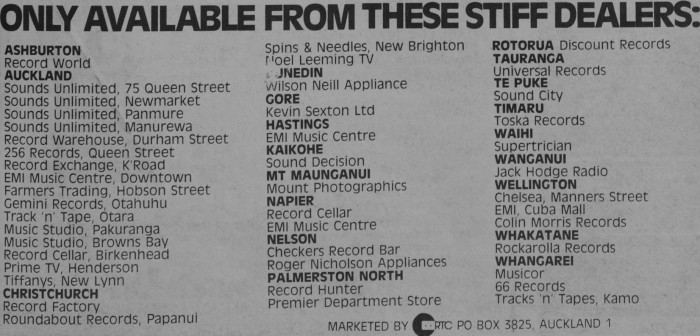 ONLY AVAILABLE FROM THESE STIFF DEALERS:
ASHBURTON
Record World
AUCKLAND
Sounds Unlimited, 75 Queen Street
Sounds Unlimited, Newmarket
Sounds Unlimited, Panmure
Sounds Unlimited, Manurewa
Record Warehouse, Durham Street
256 Records, Queen Street
Record Exchange, K'Road
EMI Music Centre, Downtown
Farmers Trading, Hobson Street
Gemini Records, Otahuhu
Track 'n' Tape, Otara
Music Studio, Pakuranga
Music Studio, Browns Bay
Record Cellar, Birkenhead
Prime TV, Henderson
Tiffanys, New Lynn
CHRISTCHURCH
Record Factory
Roundabout Records, Papanui
Spins & Needles, New Brighton
Noel Leeming TV
UNEDIN
Wilson Neill Appliance
GORE
Kevin Sexton Ltd
HASTINGS
EMI Music Centre
KAIKOHE
Sound Decision
MT MAUNGANUI
Mount Photographics
NAPIER
Record Cellar
EMI Music Centre
NELSON
Checkers Record Bar
Roger Nicholson Appliances
PALMERSTON NORTH
Record Hunter
Premier Department Store
ROTORUA Discount Records
TAURANGA
Universal Records
TE PUKE
Sound City
TIMARU
Toska Records
WAIHI
Supertrician
WANGANUI
Jack Hodge Radio
WELLINGTON
Chelsea, Manners Street
EMI, Cuba Mall
Colin Morris Records
WHAKATANE
Rockarolla Records
WHANGAREI
Musicor
66 Records
Tracks 'n' Tapes, Kamo
MARKETED BY RTC PO BOX 3825, AUCKLAND 1